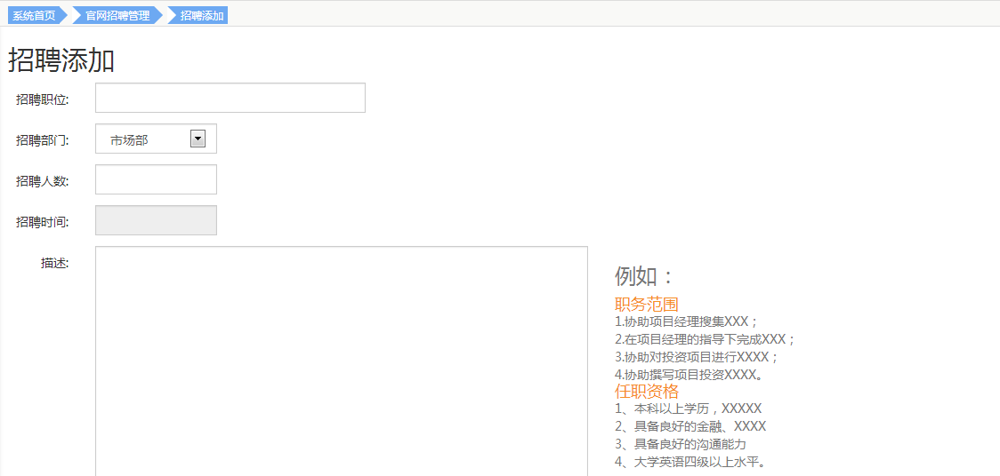 系统首页 官网招聘管理 招聘添加
招聘添加
招聘职位:
招聘部门: 市场部
招聘人数:
招聘时间:
描述:
例如：
职务范围
1.协助项目经理搜集XXX；
2.在项目经理的指导下完成XXX；
3.协助对投资项目进行XXXX；
4.协助撰写项目投资XXXX。
任职资格
1、本科以上学历，XXXXX
2、具备良好的金融、XXXX
3、具备良好的沟通能力
4、大学英语四级以上水平。